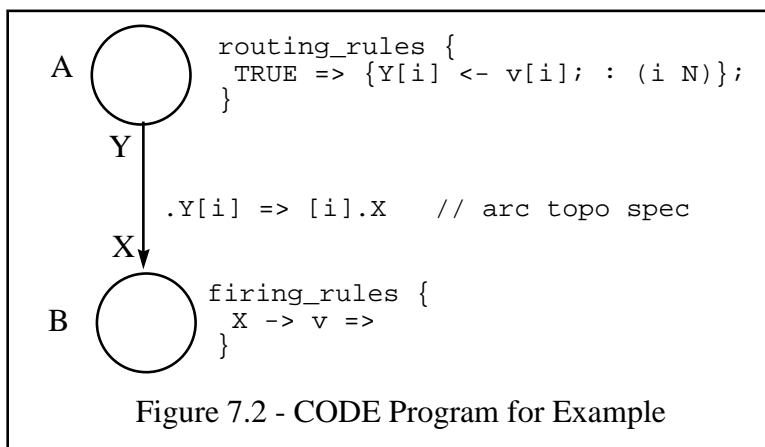 A
routing_rules {
TRUE => {Y[i] <- v[i]; : (i N)};
}
Y
.Y[i] => [i].X // arc topo spec
X
B
firing_rules {
X -> v =>
}
Figure 7.2 - CODE Program for Example